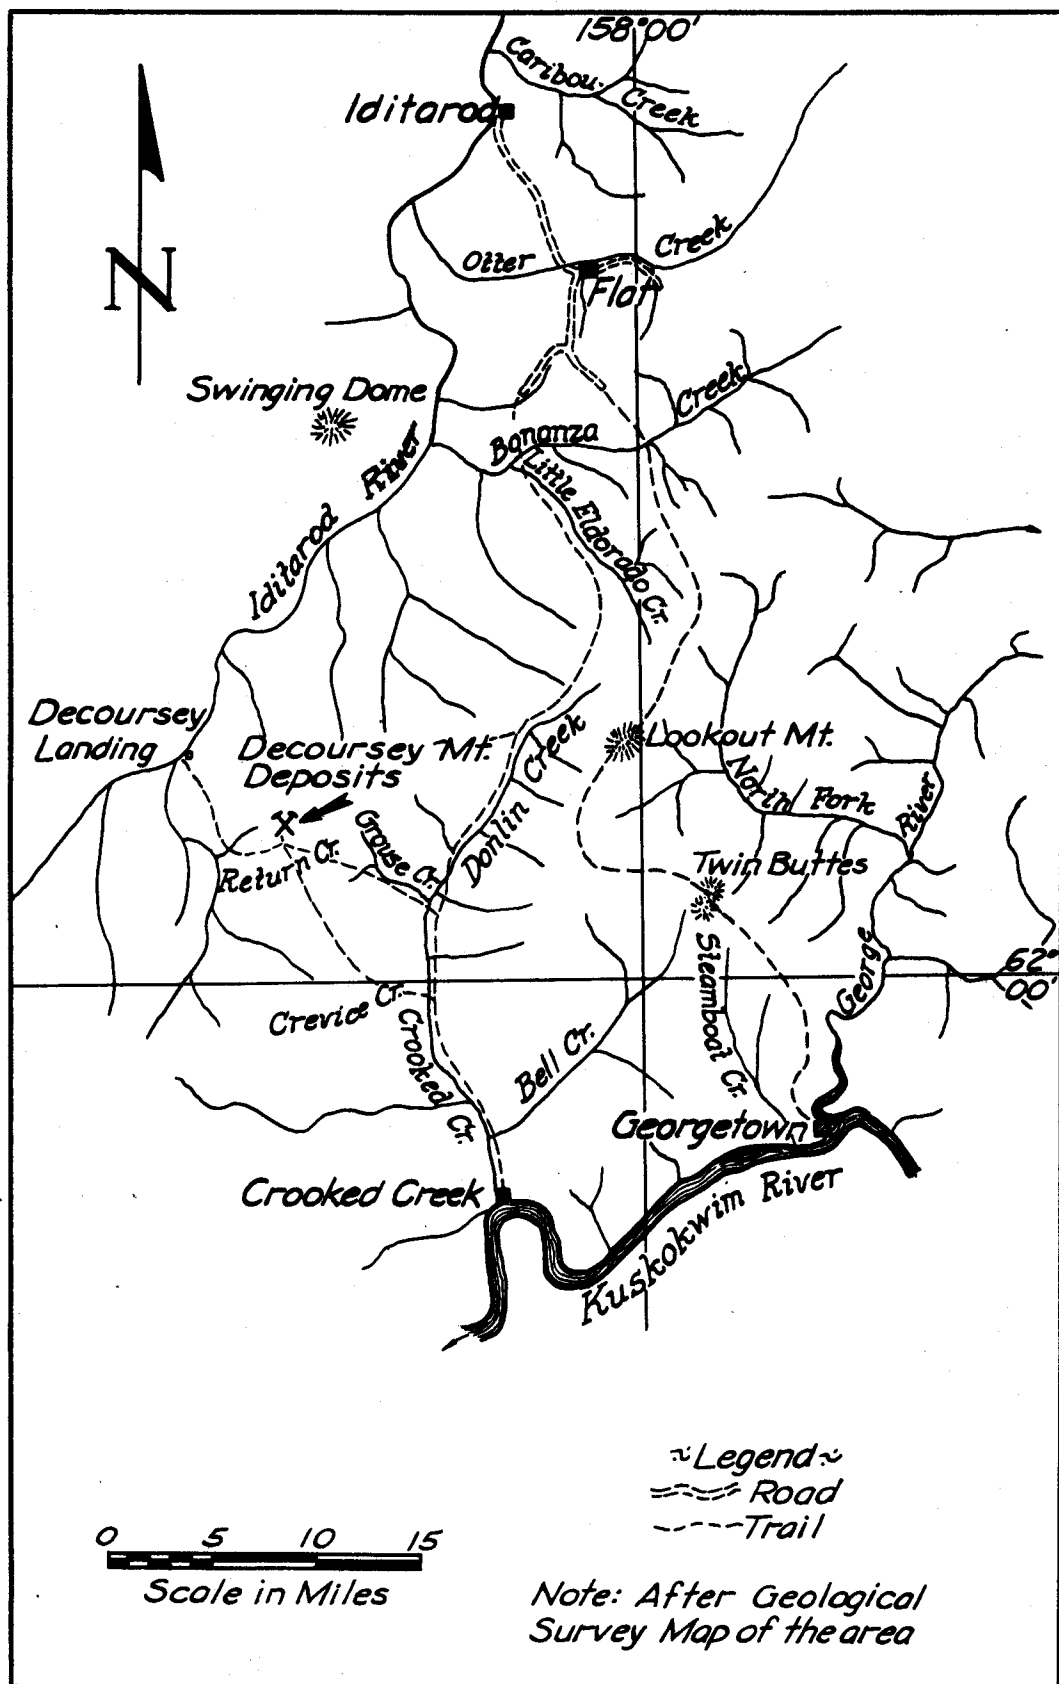 158°00'
Caribou Creek
Iditarod
Otter Creek
Flat
Swinging Dome
Creek
Bononza
Iditarod River
Little Eldorado Cr.
Decoursey
Landing
Decoursey Mt.
Deposits
Creek
Lookout Mt.
North Fork
River
Grouse Cr.
Donlin
Return Cr.
Twin Buttes
George
62°
00'
Steamboat Cr.
Crevice Cr.
Crooked Cr.
Bell Cr.
Georgetown
Crooked Creek
Kuskokwim River
N
~Legend~
Road
Trail
0 5 10 15
Scale in Miles
Note: After Geological
Survey Map of the area